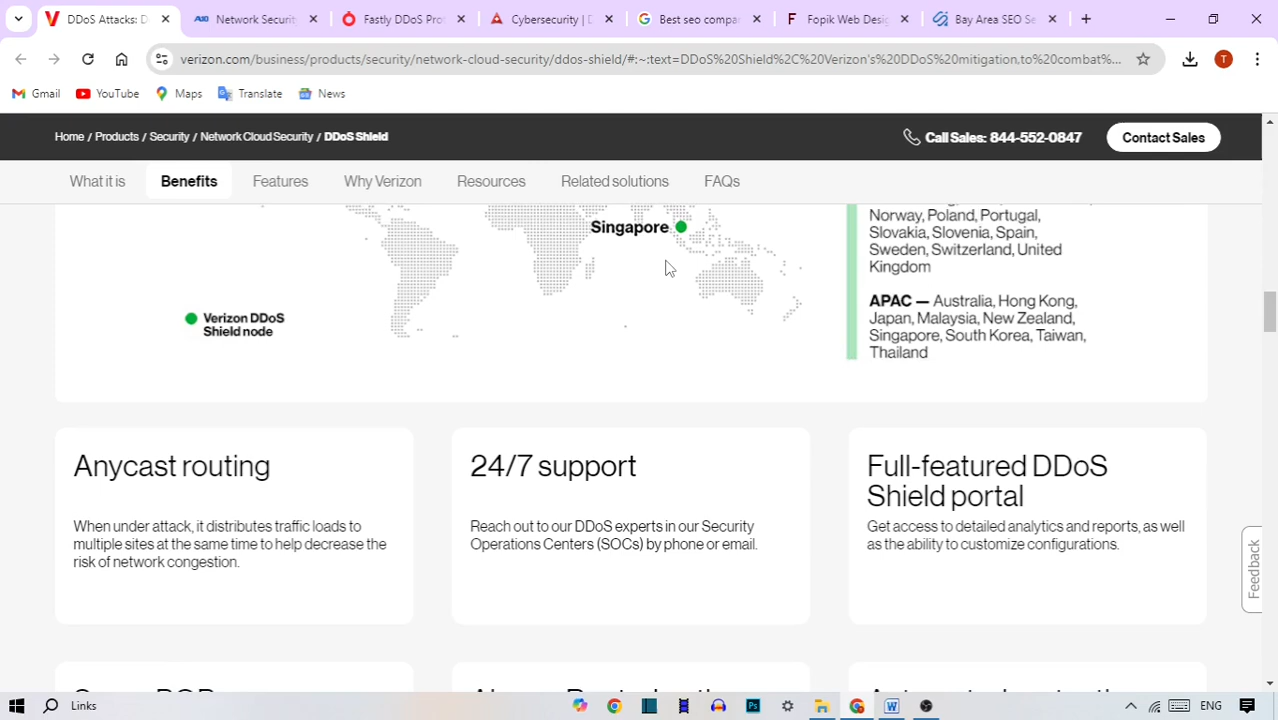 DDoS Attacks: D
Network Securit
Fastly DDoS Pro
Cybersecurity | D
Best seo compa
Fopik Web Desig
Bay Area SEO Se
verizon.com/business/products/security/network-cloud-security/ddos-shield/#:~:text=DDoS%20Shield%2C%20Verizon's%20DDoS%20mitigation,to%20combat%...
T
Gmail
YouTube
Maps
Translate
News
Home / Products / Security / Network Cloud Security / DDoS Shield
Call Sales: 844-552-0847
Contact Sales
What it is
Benefits
Features
Why Verizon
Resources
Related solutions
FAQs
Singapore
Verizon DDoS
Shield node
Norway, Poland, Portugal,
Slovakia, Slovenia, Spain,
Sweden, Switzerland, United
Kingdom
APAC — Australia, Hong Kong,
Japan, Malaysia, New Zealand,
Singapore, South Korea, Taiwan,
Thailand
Anycast routing
When under attack, it distributes traffic loads to
multiple sites at the same time to help decrease the
risk of network congestion.
24/7 support
Reach out to our DDoS experts in our Security
Operations Centers (SOCs) by phone or email.
Full-featured DDoS
Shield portal
Get access to detailed analytics and reports, as well
as the ability to customize configurations.
Feedback
Links
ENG